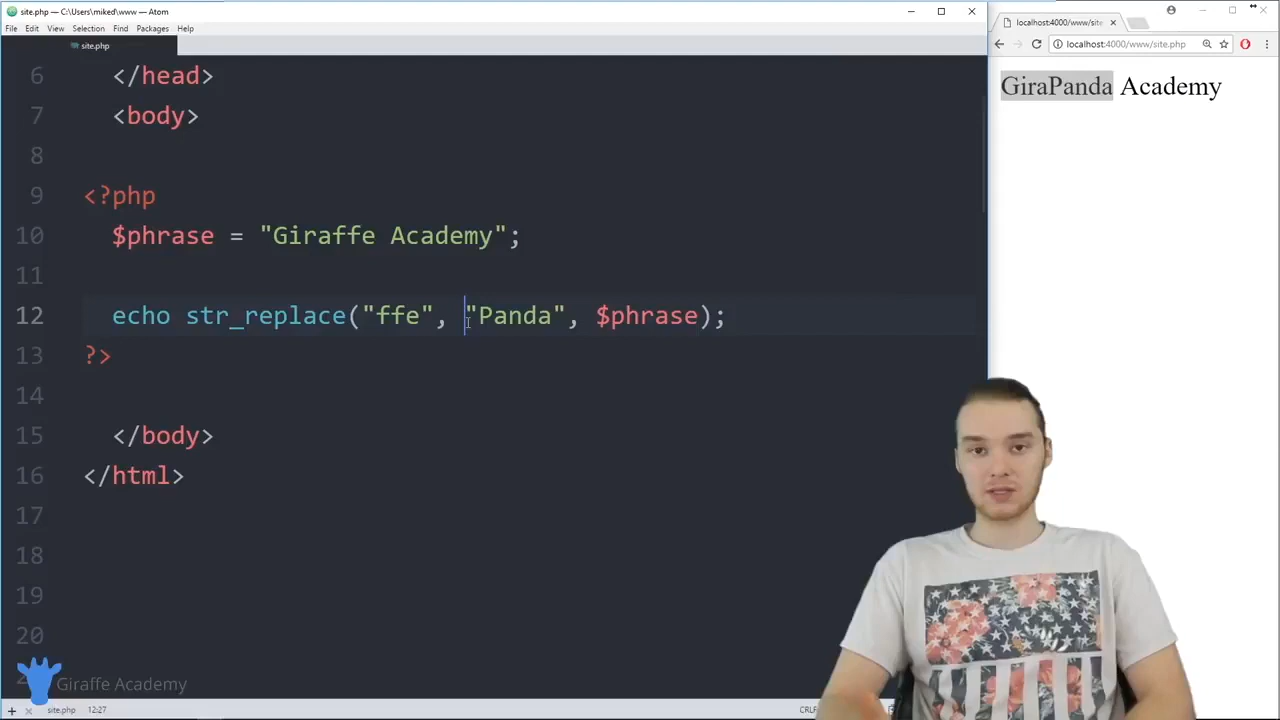 site.php — C:\Users\miked\www — Atom
File Edit View Selection Find Packages Help
site.php
6 </head>
7 <body>
8
9 <?php
10 $phrase = "Giraffe Academy";
11
12 echo str_replace("ffe", "Panda", $phrase);
13 ?>
14
15 </body>
16 </html>
17
18
19
20
Giraffe Academy
site.php 12:27
CRLF
localhost:4000/www/site
localhost:4000/www/site.php
GiraPanda Academy